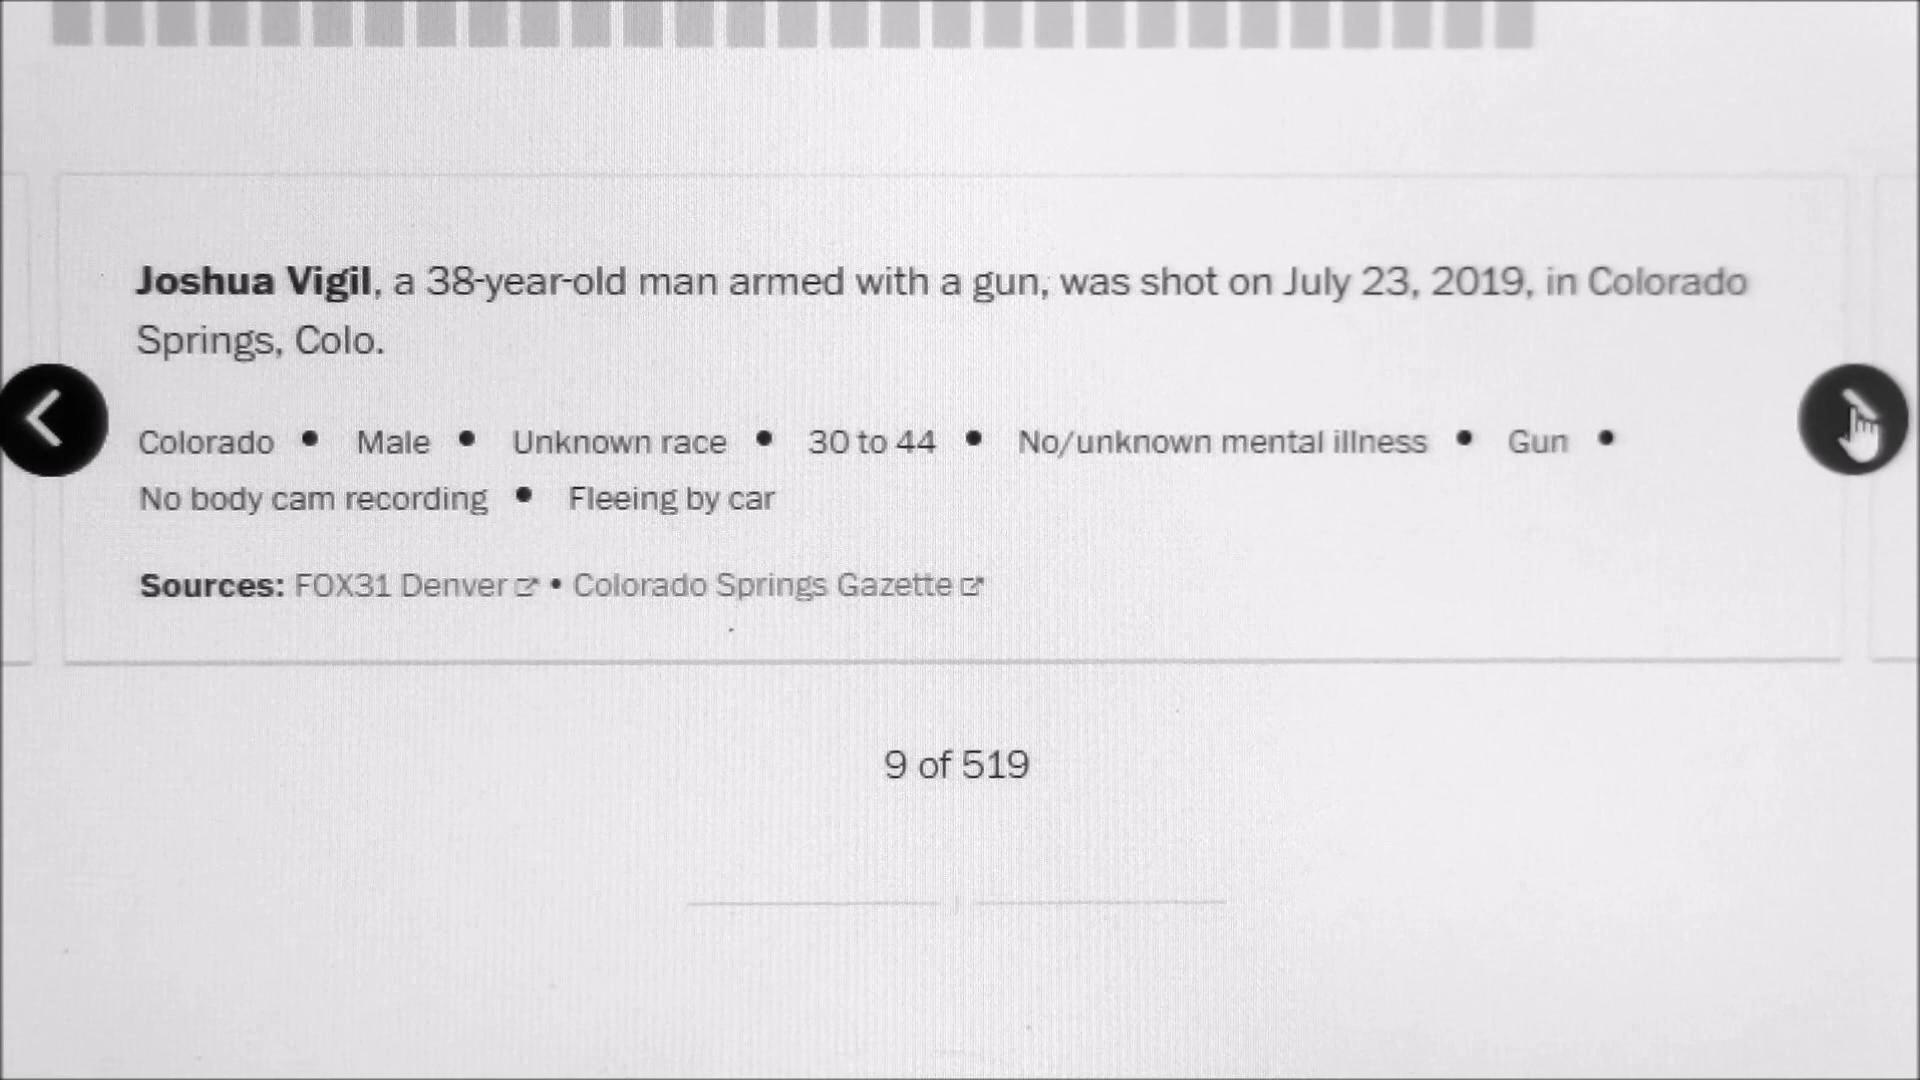 Joshua Vigil, a 38-year-old man armed with a gun, was shot on July 23, 2019, in Colorado
Springs, Colo.
Colorado • Male • Unknown race • 30 to 44 • No/unknown mental illness • Gun •
No body cam recording • Fleeing by car
Sources: FOX31 Denver • Colorado Springs Gazette
9 of 519